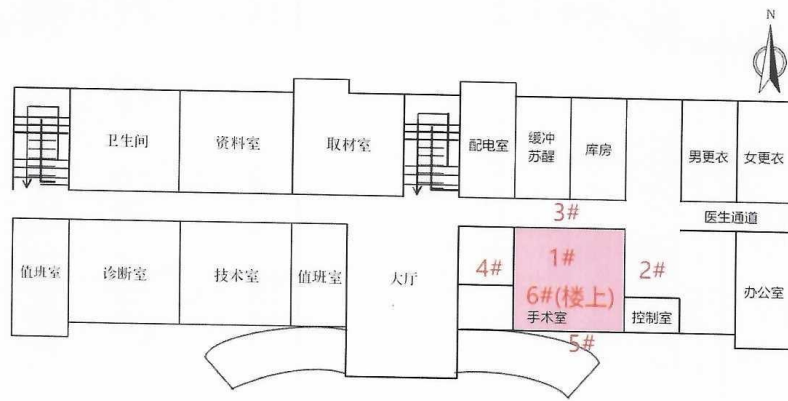 N
卫生间
资料室
取材室
配电室
缓冲
苏醒
库房
男更衣
女更衣
3#
医生通道
值班室
诊断室
技术室
值班室
大厅
4#
1#
2#
6#(楼上)
手术室
控制室
办公室
5#